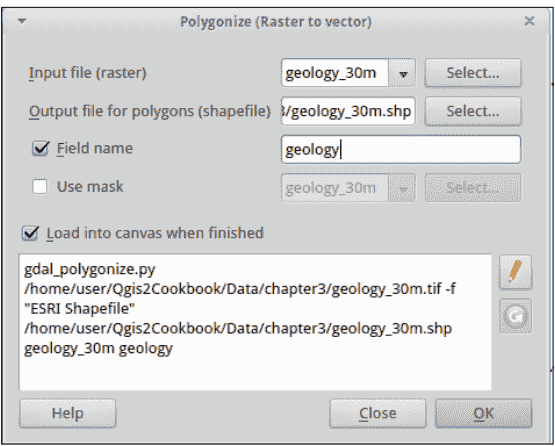 Polygonize (Raster to vector)
Input file (raster)
geology_30m
Select...
Output file for polygons (shapefile)
3/geology_30m.shp
Select...
Field name
geology
Use mask
geology_30m
Select...
Load into canvas when finished
gdal_polygonize.py
/home/user/Qgis2Cookbook/Data/chapter3/geology_30m.tif -f
"ESRI Shapefile"
/home/user/Qgis2Cookbook/Data/chapter3/geology_30m.shp
geology_30m geology
Help
Close
OK